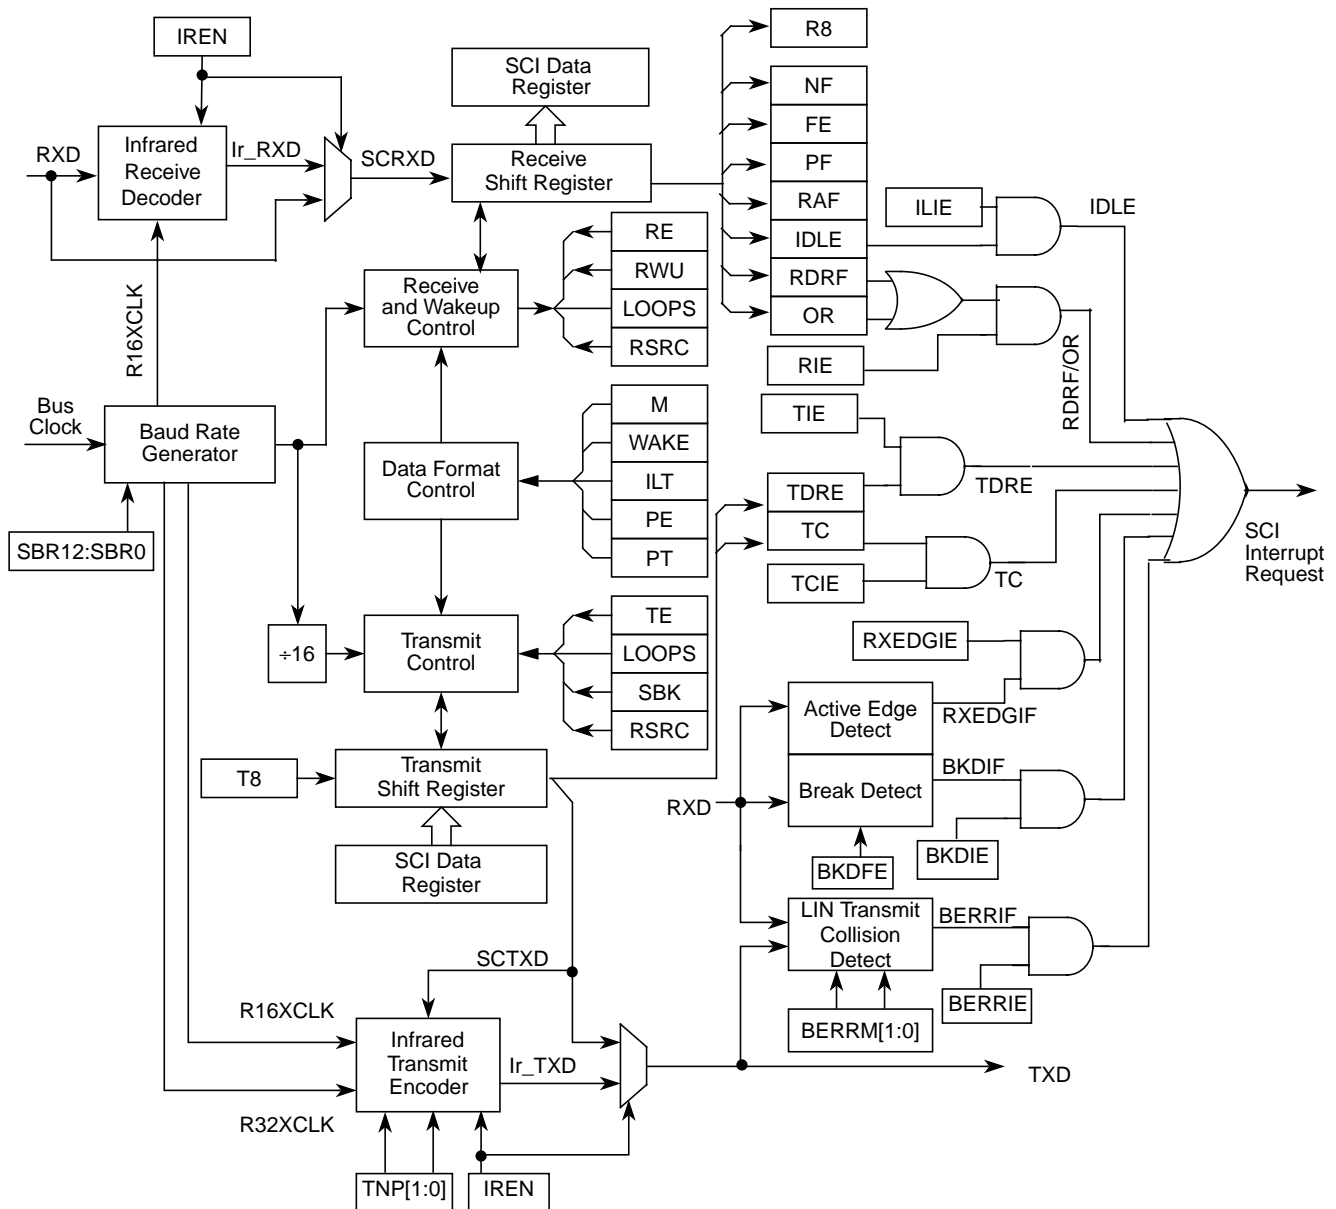 IREN
SCI Data
Register
R8
NF
FE
PF
RAF
IDLE
RDRF
OR
RXD
Infrared
Receive
Decoder
Ir_RXD
SCRXD
Receive
Shift Register
ILIE
IDLE
RE
RWU
LOOPS
RSRC
Receive
and Wakeup
Control
R16XCLK
RIE
RDRF/OR
Bus
Clock
Baud Rate
Generator
SBR12:SBR0
Data Format
Control
M
WAKE
ILT
PE
PT
TIE
TDRE
TC
TCIE
TDRE
TC
SCI
Interrupt
Request
÷16
Transmit
Control
TE
LOOPS
SBK
RSRC
RXEDGIE
Active Edge
Detect
RXEDGIF
T8
Transmit
Shift Register
RXD
Break Detect
BKDIF
BKDIE
BKDFE
SCI Data
Register
LIN Transmit
Collision
Detect
BERRIF
BERRIE
BERRM[1:0]
SCTXD
R16XCLK
Infrared
Transmit
Encoder
Ir_TXD
TXD
R32XCLK
TNP[1:0]
IREN